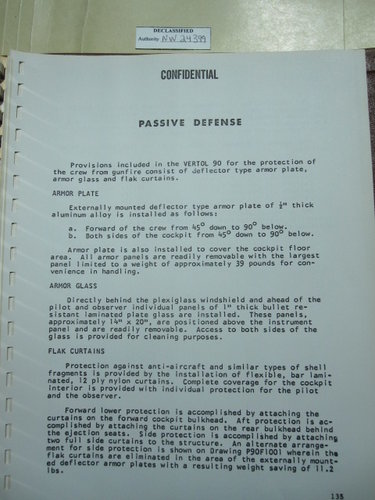 DECLASSIFIED
Authority NW 24399
CONFIDENTIAL
PASSIVE DEFENSE
Provisions included in the VERTOL 90 for the protection of
the crew from gunfire consist of deflector type armor plate,
armor glass and flak curtains.
ARMOR PLATE
Externally mounted deflector type armor plate of ½" thick
aluminum alloy is installed as follows:
a. Forward of the crew from 45° down to 90° below.
b. Both sides of the cockpit from 45° down to 90° below.
Armor plate is also installed to cover the cockpit floor
area. All armor panels are readily removable with the largest
panel limited to a weight of approximately 39 pounds for con-
venience in handling.
ARMOR GLASS
Directly behind the plexiglass windshield and ahead of the
pilot and observer individual panels of 1" thick bullet re-
sistant laminated plate glass are installed. These panels,
approximately 14" x 20", are positioned above the instrument
panel and are readily removable. Access to both sides of the
glass is provided for cleaning purposes.
FLAK CURTAINS
Protection against anti-aircraft and similar types of shell
fragments is provided by the installation of flexible, bar lami-
nated, 12 ply nylon curtains. Complete coverage for the cockpit
interior is provided with individual protection for the pilot
and the observer.
Forward lower protection is accomplished by attaching the
curtains on the forward cockpit bulkhead. Aft protection is ac-
complished by attaching the curtains on the rear bulkhead behind
the ejection seats. Side protection is accomplished by attaching
two full side curtains to the structure. An alternate arrange-
ment for side protection is shown on Drawing P90F1001 wherein the
flak curtains are eliminated in the area of the externally mount-
ed deflector armor plates with a resulting weight saving of 11.2
lbs.
135